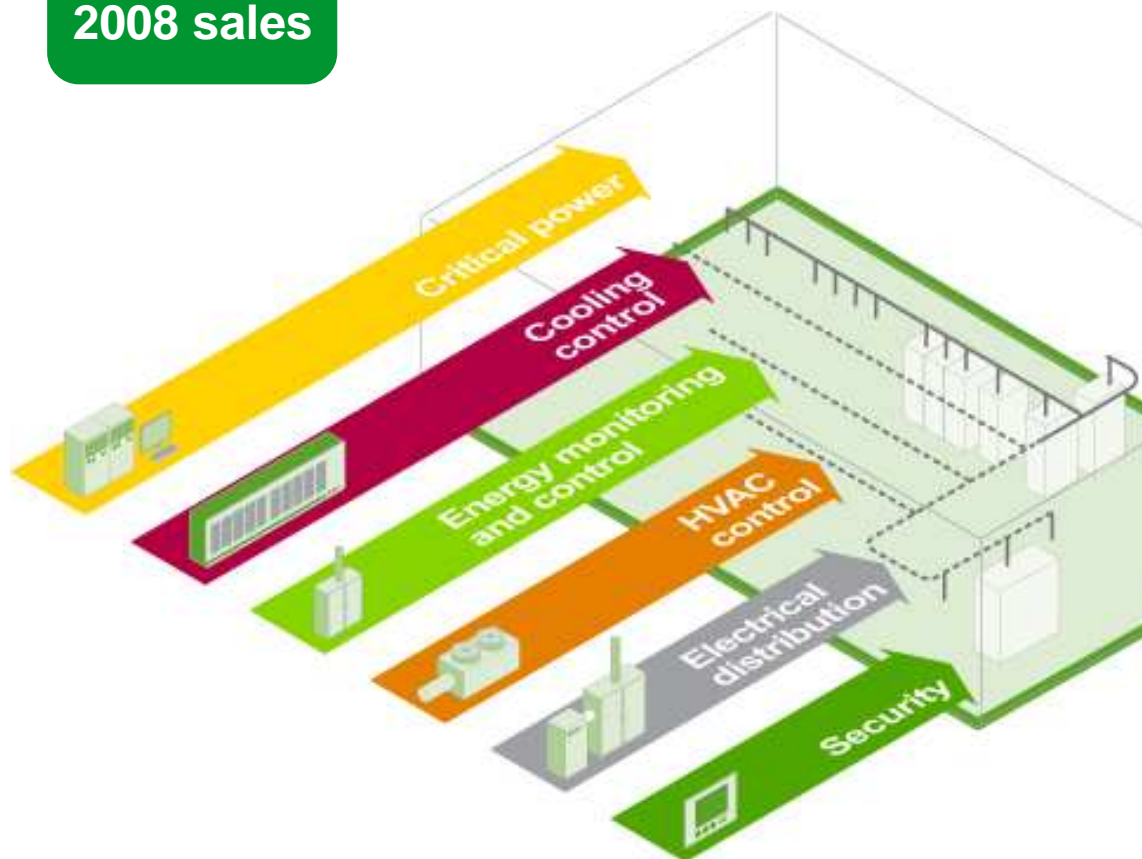 2008 sales
Critical power
Cooling
control
Energy monitoring
and control
HVAC
control
Electrical
distribution
Security